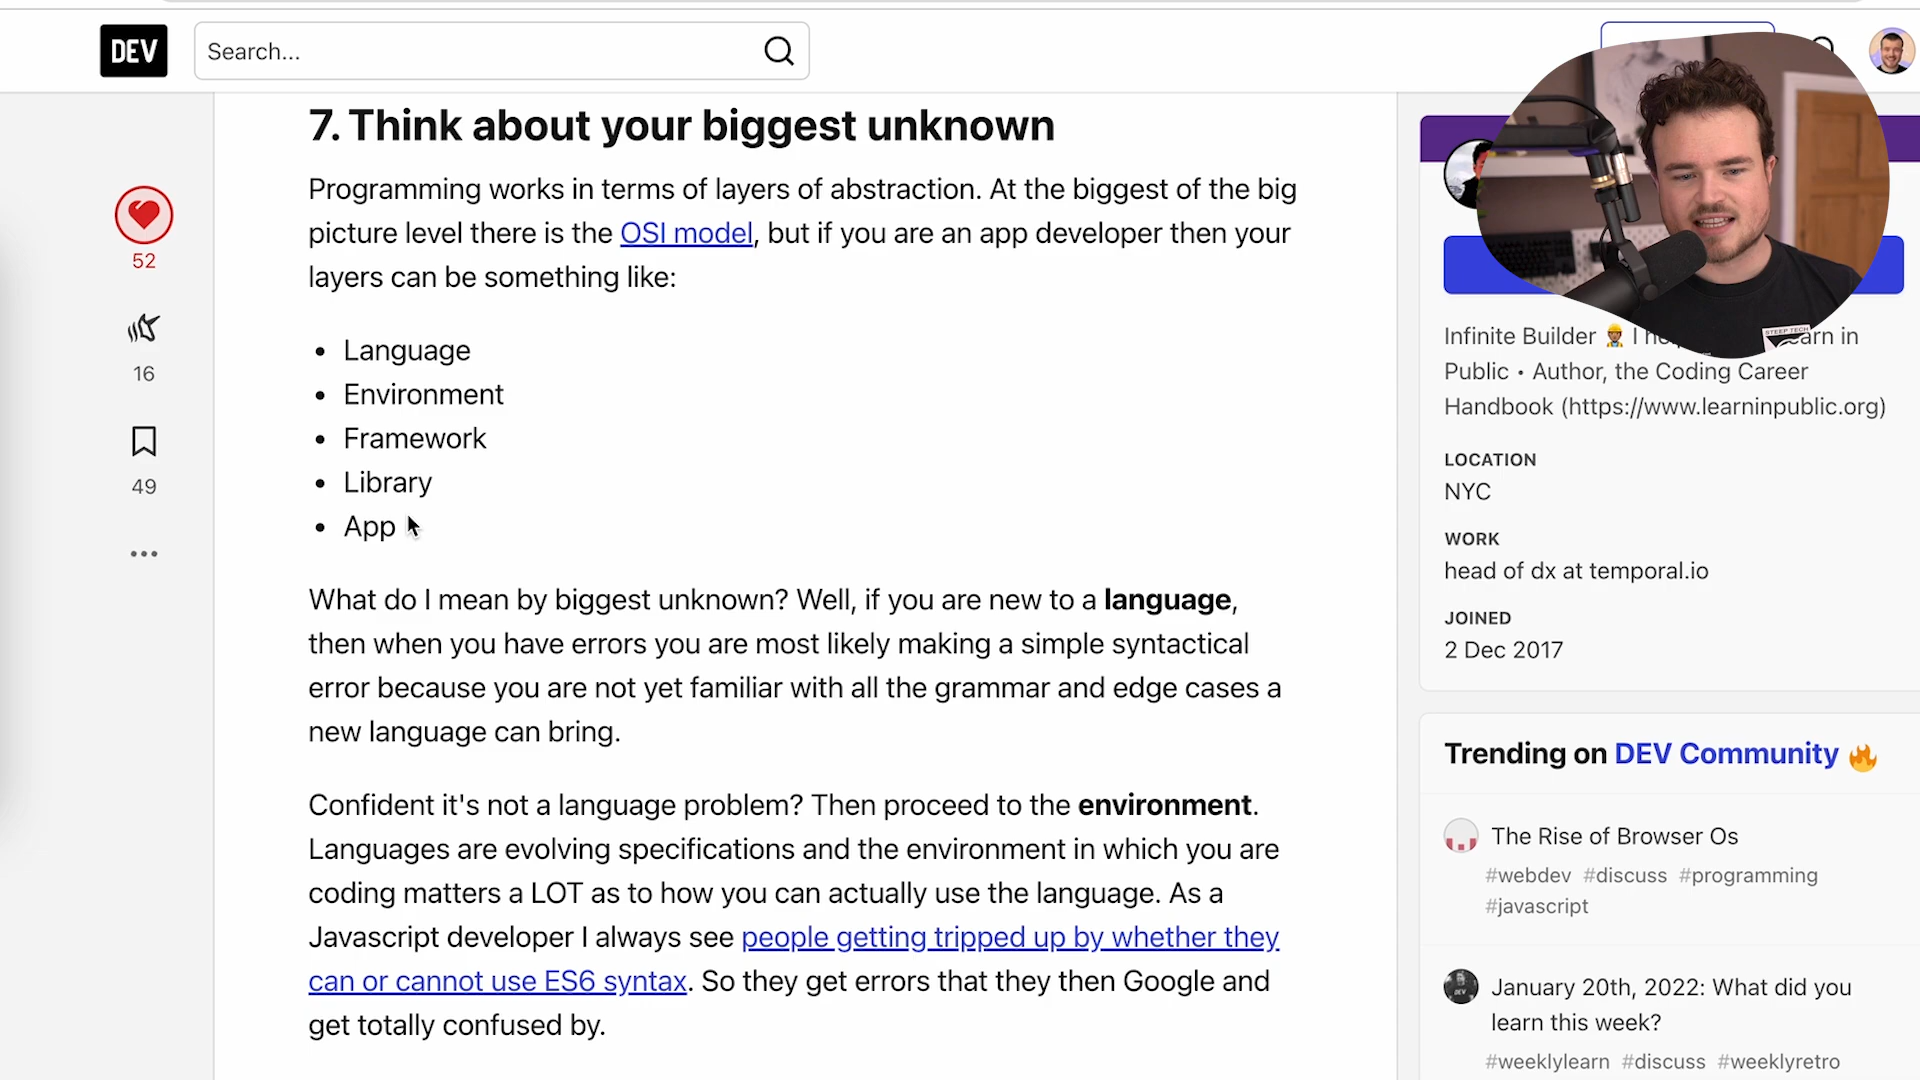 DEV
Search...
7. Think about your biggest unknown
Programming works in terms of layers of abstraction. At the biggest of the big
picture level there is the OSI model, but if you are an app developer then your
layers can be something like:
• Language
• Environment
• Framework
• Library
• App
What do I mean by biggest unknown? Well, if you are new to a language,
then when you have errors you are most likely making a simple syntactical
error because you are not yet familiar with all the grammar and edge cases a
new language can bring.
Confident it's not a language problem? Then proceed to the environment.
Languages are evolving specifications and the environment in which you are
coding matters a LOT as to how you can actually use the language. As a
Javascript developer I always see people getting tripped up by whether they
can or cannot use ES6 syntax. So they get errors that they then Google and
get totally confused by.
52
16
49
STEEP TECH
Infinite Builder 👷🏽 I in
Public • Author, the Coding Career
Handbook (https://www.learninpublic.org)
LOCATION
NYC
WORK
head of dx at temporal.io
JOINED
2 Dec 2017
Trending on DEV Community 🔥
The Rise of Browser Os
#webdev #discuss #programming
#javascript
January 20th, 2022: What did you
learn this week?
#weeklylearn #discuss #weeklyretro